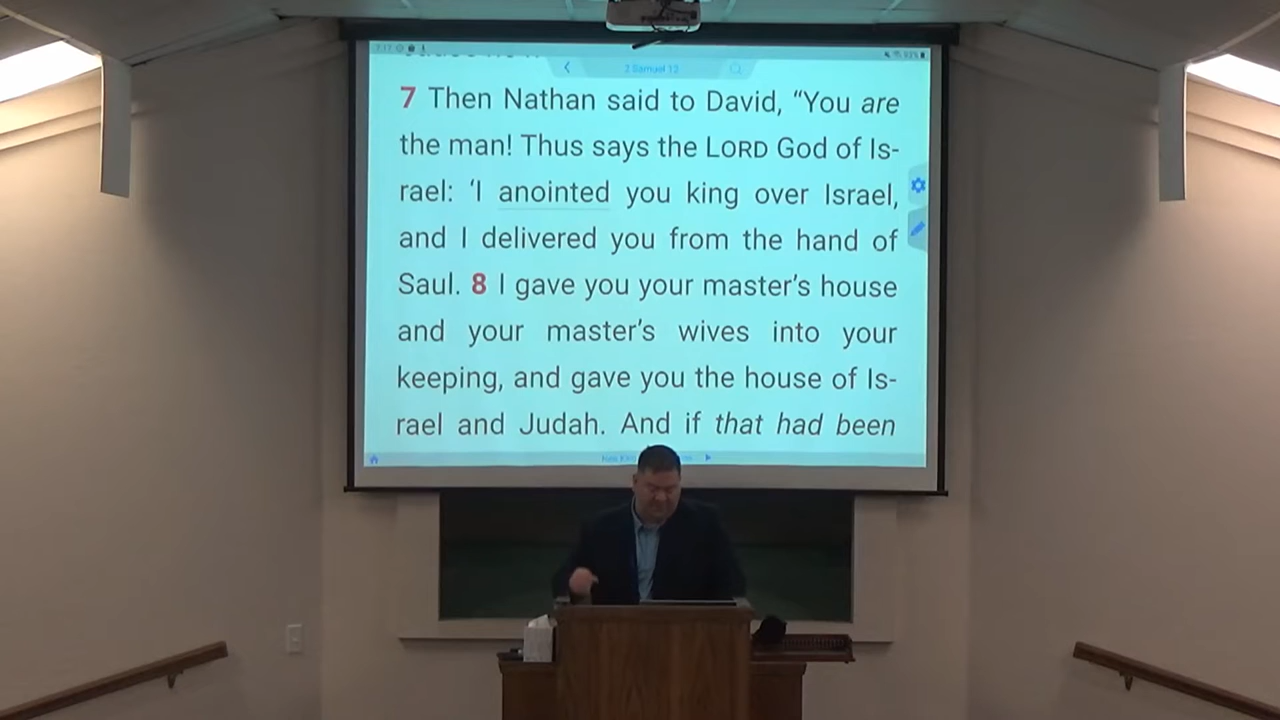 2 Samuel 12
7 Then Nathan said to David, “You are
the man! Thus says the LORD God of Is-
rael: ‘I anointed you king over Israel,
and I delivered you from the hand of
Saul. 8 I gave you your master’s house
and your master’s wives into your
keeping, and gave you the house of Is-
rael and Judah. And if that had been